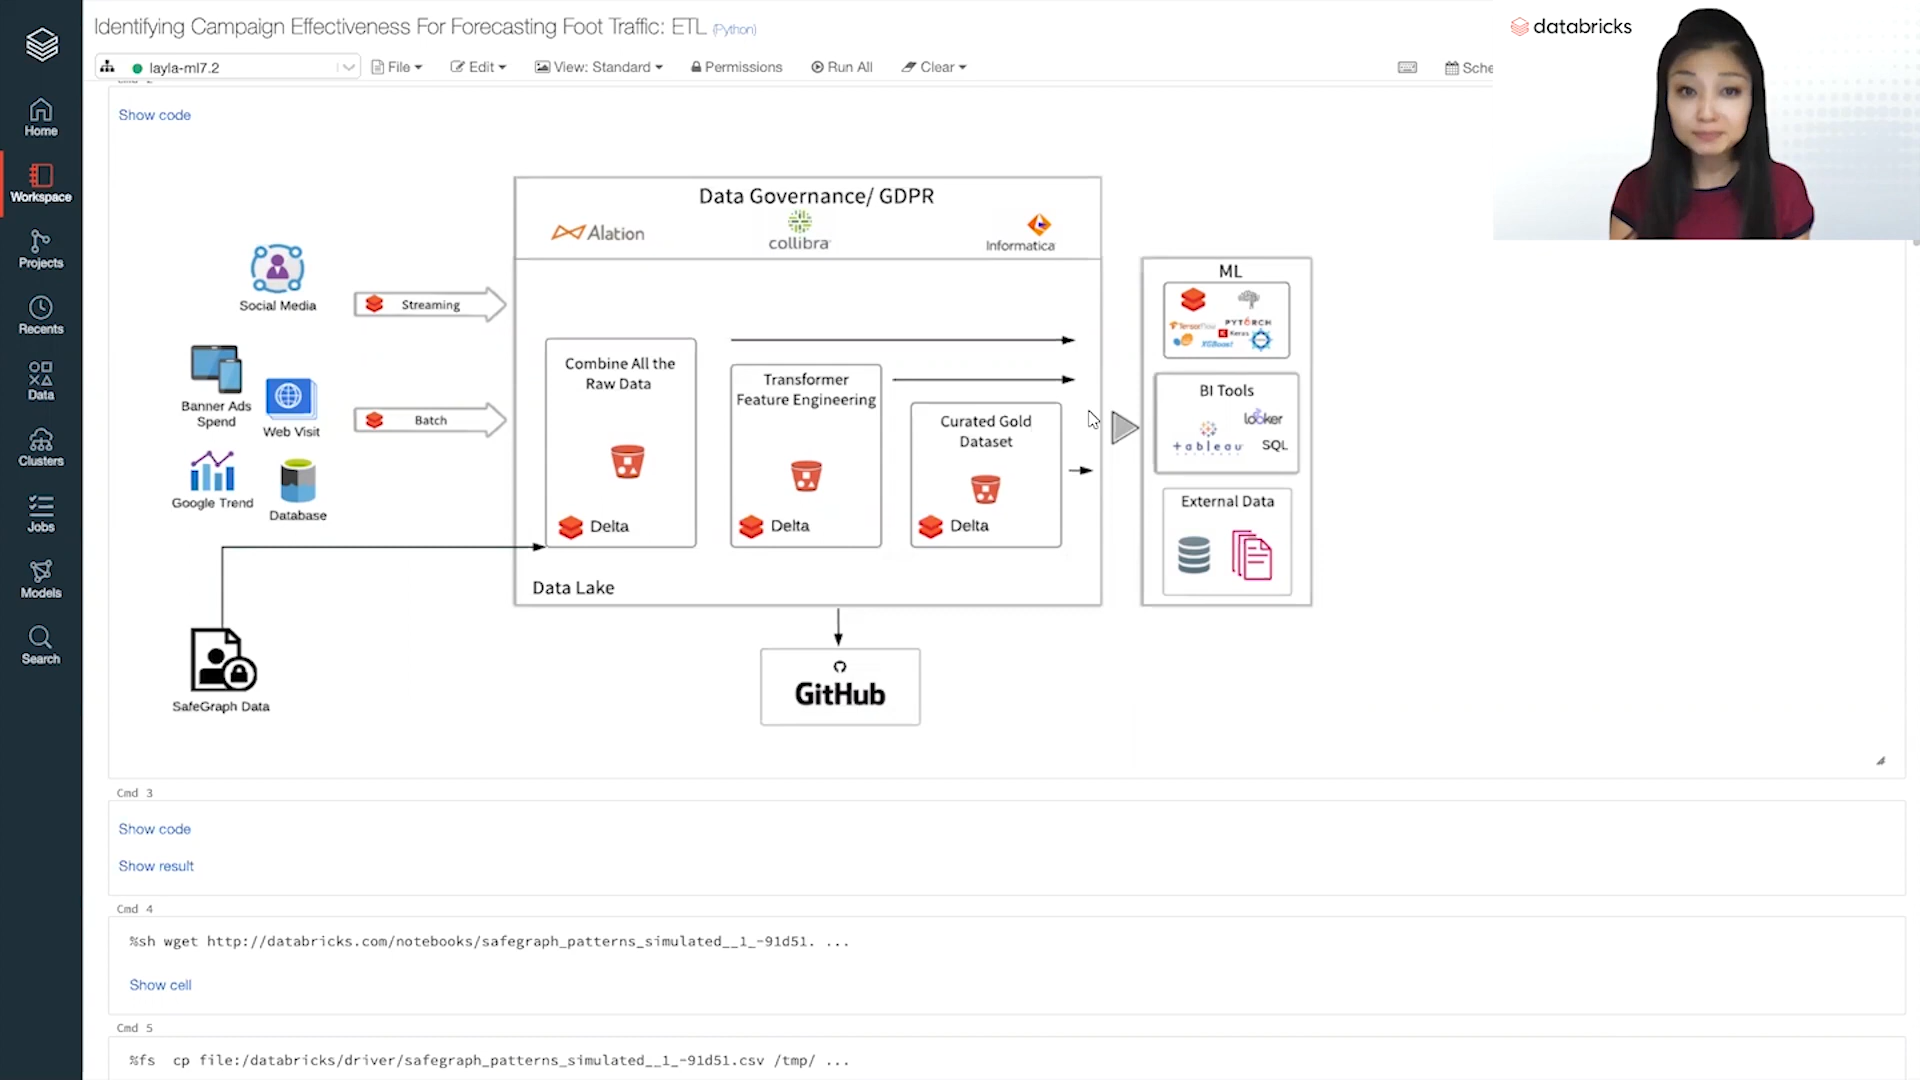 Identifying Campaign Effectiveness For Forecasting Foot Traffic: ETL (Python)
databricks
layla-ml7.2
File
Edit
View: Standard
Permissions
Run All
Clear
Sche
Home
Workspace
Projects
Recents
Data
Clusters
Jobs
Models
Search
Show code
Data Governance/ GDPR
Alation
collibra
Informatica
Social Media
Streaming
Banner Ads
Spend
Web Visit
Batch
Google Trend
Database
SafeGraph Data
Combine All the
Raw Data
Delta
Transformer
Feature Engineering
Delta
Curated Gold
Dataset
Delta
Data Lake
GitHub
ML
TensorFlow
PYTORCH
Keras
XGBoost
BI Tools
looker
+ableau
SQL
External Data
Cmd 3
Show code
Show result
Cmd 4
%sh wget http://databricks.com/notebooks/safegraph_patterns_simulated__1_-91d51. ...
Show cell
Cmd 5
%fs cp file:/databricks/driver/safegraph_patterns_simulated__1_-91d51.csv /tmp/ ...